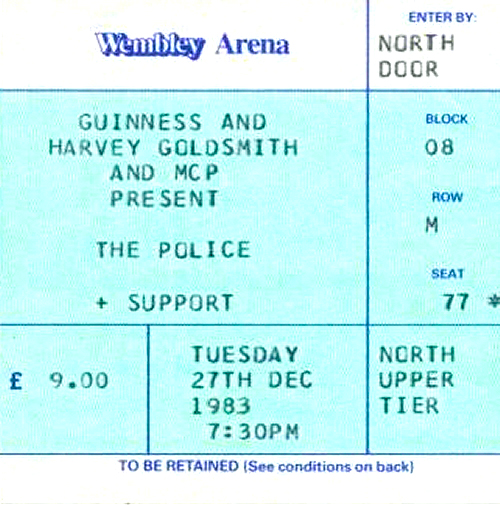 Wembley Arena
ENTER BY:
NORTH
DOOR
GUINNESS AND
HARVEY GOLDSMITH
AND MCP
PRESENT
THE POLICE
+ SUPPORT
BLOCK
08
ROW
M
SEAT
77 *
£ 9.00
TUESDAY
27TH DEC
1983
7:30PM
NORTH
UPPER
TIER
TO BE RETAINED (See conditions on back)